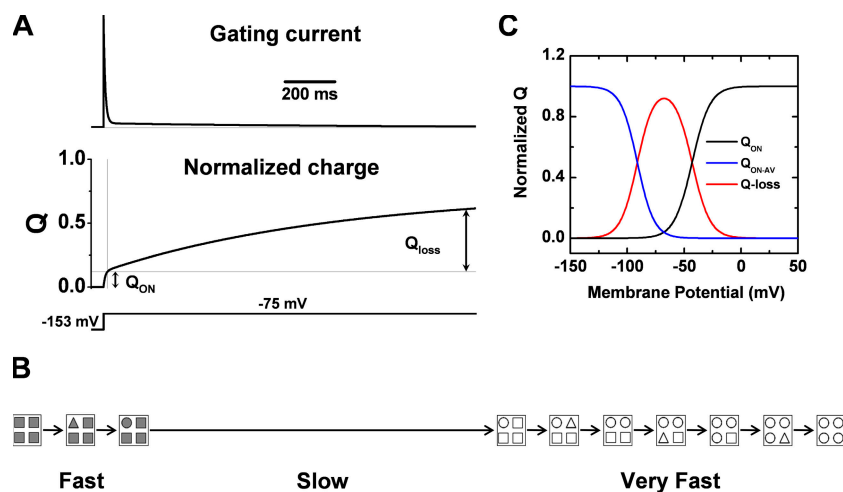 A
Gating current
200 ms
Normalized charge
Q
1.0
0.5
0.0
Q_ON
Q_loss
-75 mV
-153 mV
C
Normalized Q
1.2
0.8
0.4
0.0
Q_ON
Q_ON-AV
Q-loss
-150 -100 -50 0 50
Membrane Potential (mV)
B
Fast Slow Very Fast